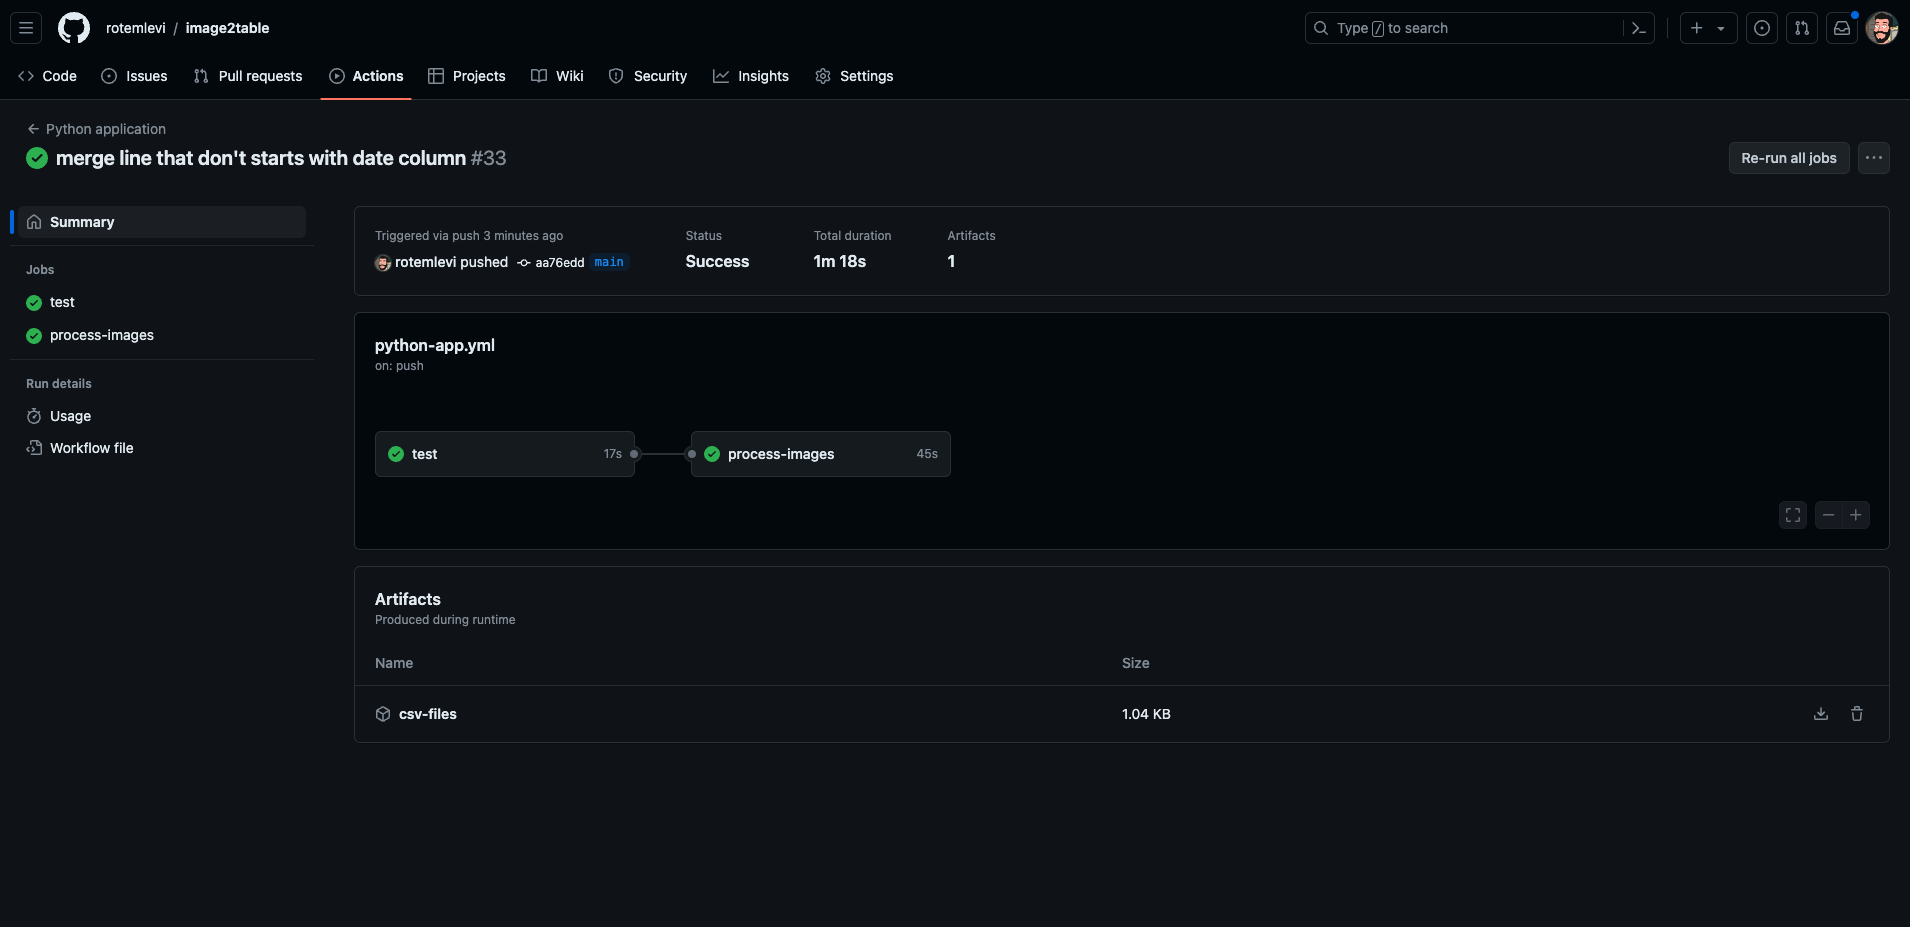 rotemlevi / image2table
Type / to search
Code Issues Pull requests Actions Projects Wiki Security Insights Settings
Python application
merge line that don't starts with date column #33
Re-run all jobs
Summary
Jobs
test
process-images
Run details
Usage
Workflow file
Triggered via push 3 minutes ago
rotemlevi pushed aa76edd main
Status
Success
Total duration
1m 18s
Artifacts
1
python-app.yml
on: push
test 17s
process-images 45s
Artifacts
Produced during runtime
Name Size
csv-files 1.04 KB